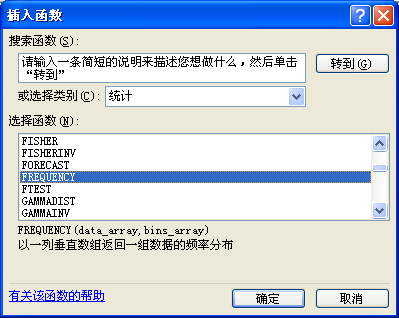 插入函数
搜索函数(S):
请输入一条简短的说明来描述您想做什么，然后单击
“转到”
转到(G)
或选择类别(C): 统计
选择函数(N):
FISHER
FISHERINV
FORECAST
FREQUENCY
FTEST
GAMMADIST
GAMMAINV
FREQUENCY(data_array,bins_array)
以一列垂直数组返回一组数据的频率分布
有关该函数的帮助
确定
取消